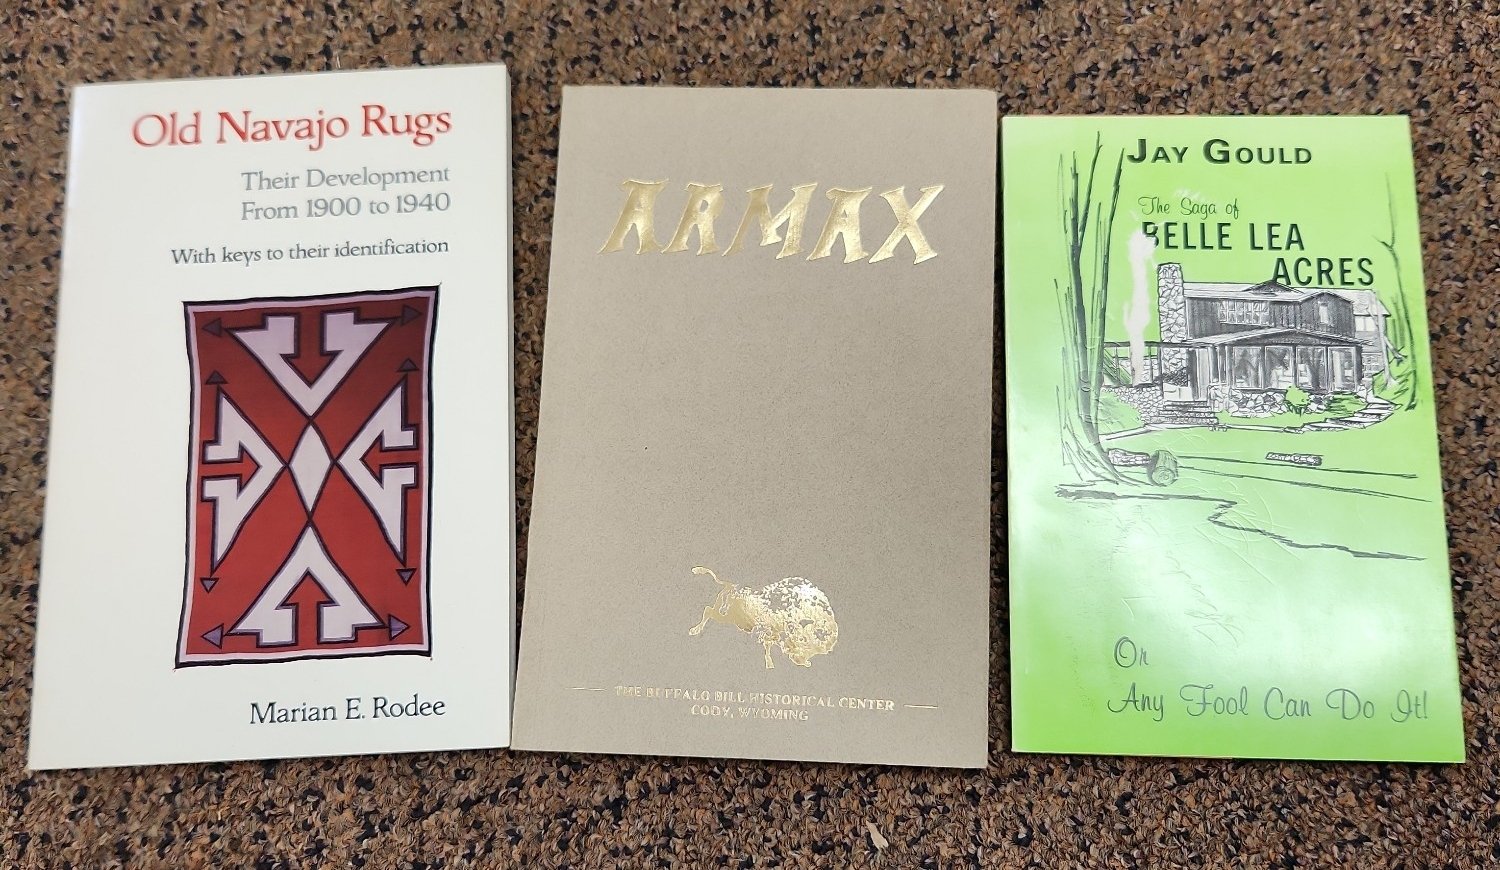 Old Navajo Rugs
Their Development
From 1900 to 1940
With keys to their identification
Marian E. Rodee
ARMAX
THE BUFFALO BILL HISTORICAL CENTER
CODY, WYOMING
JAY GOULD
The Saga of
BELLE LEA
ACRES
Or
Any Fool Can Do It!